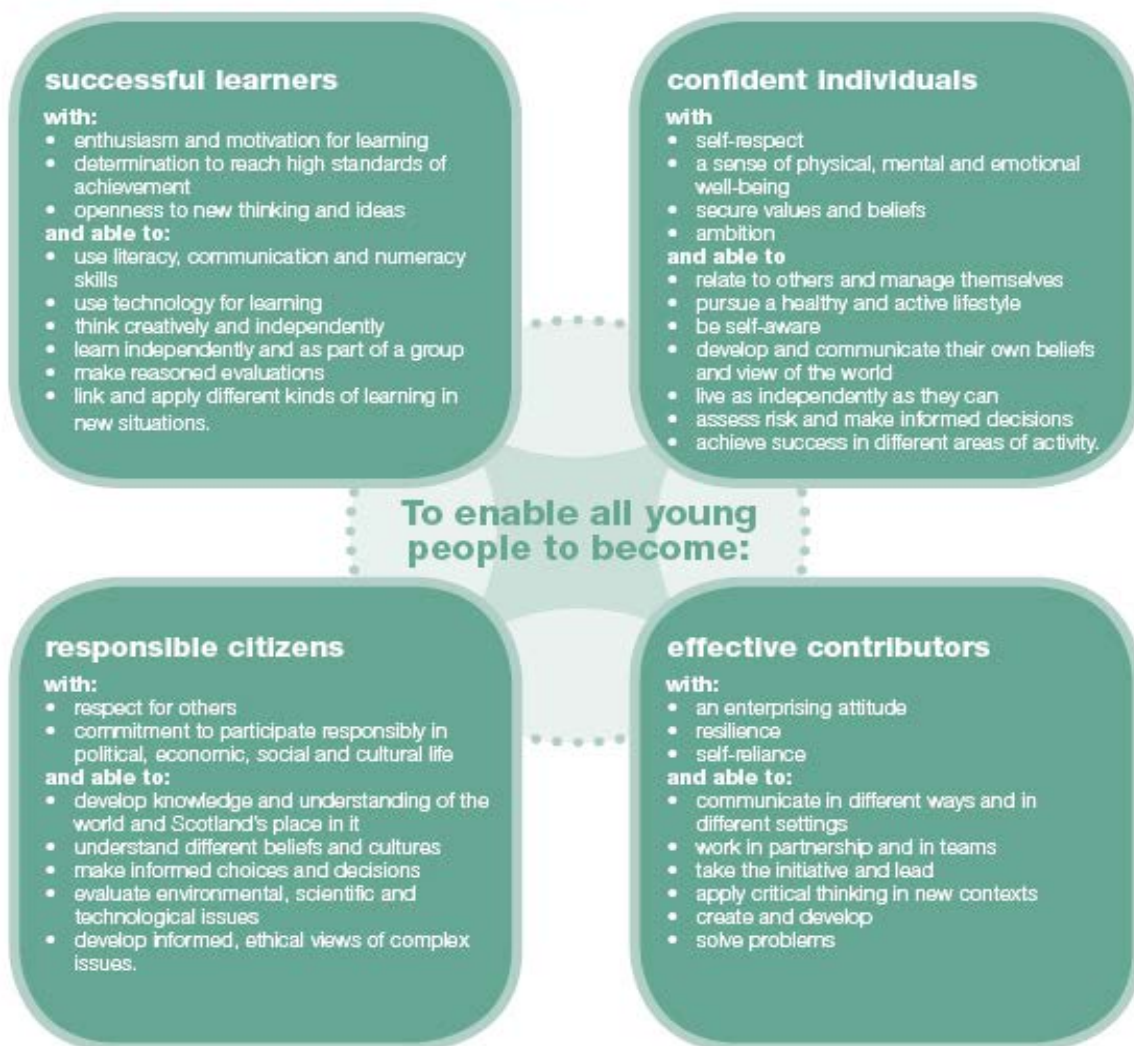 successful learners
with:
• enthusiasm and motivation for learning
• determination to reach high standards of
achievement
• openness to new thinking and ideas
and able to:
• use literacy, communication and numeracy
skills
• use technology for learning
• think creatively and independently
• learn independently and as part of a group
• make reasoned evaluations
• link and apply different kinds of learning in
new situations.
confident individuals
with
• self-respect
• a sense of physical, mental and emotional
well-being
• secure values and beliefs
• ambition
and able to
• relate to others and manage themselves
• pursue a healthy and active lifestyle
• be self-aware
• develop and communicate their own beliefs
and view of the world
• live as independently as they can
• assess risk and make informed decisions
• achieve success in different areas of activity.
To enable all young
people to become:
responsible citizens
with:
• respect for others
• commitment to participate responsibly in
political, economic, social and cultural life
and able to:
• develop knowledge and understanding of the
world and Scotland's place in it
• understand different beliefs and cultures
• make informed choices and decisions
• evaluate environmental, scientific and
technological issues
• develop informed, ethical views of complex
issues.
effective contributors
with:
• an enterprising attitude
• resilience
• self-reliance
and able to:
• communicate in different ways and in
different settings
• work in partnership and in teams
• take the initiative and lead
• apply critical thinking in new contexts
• create and develop
• solve problems